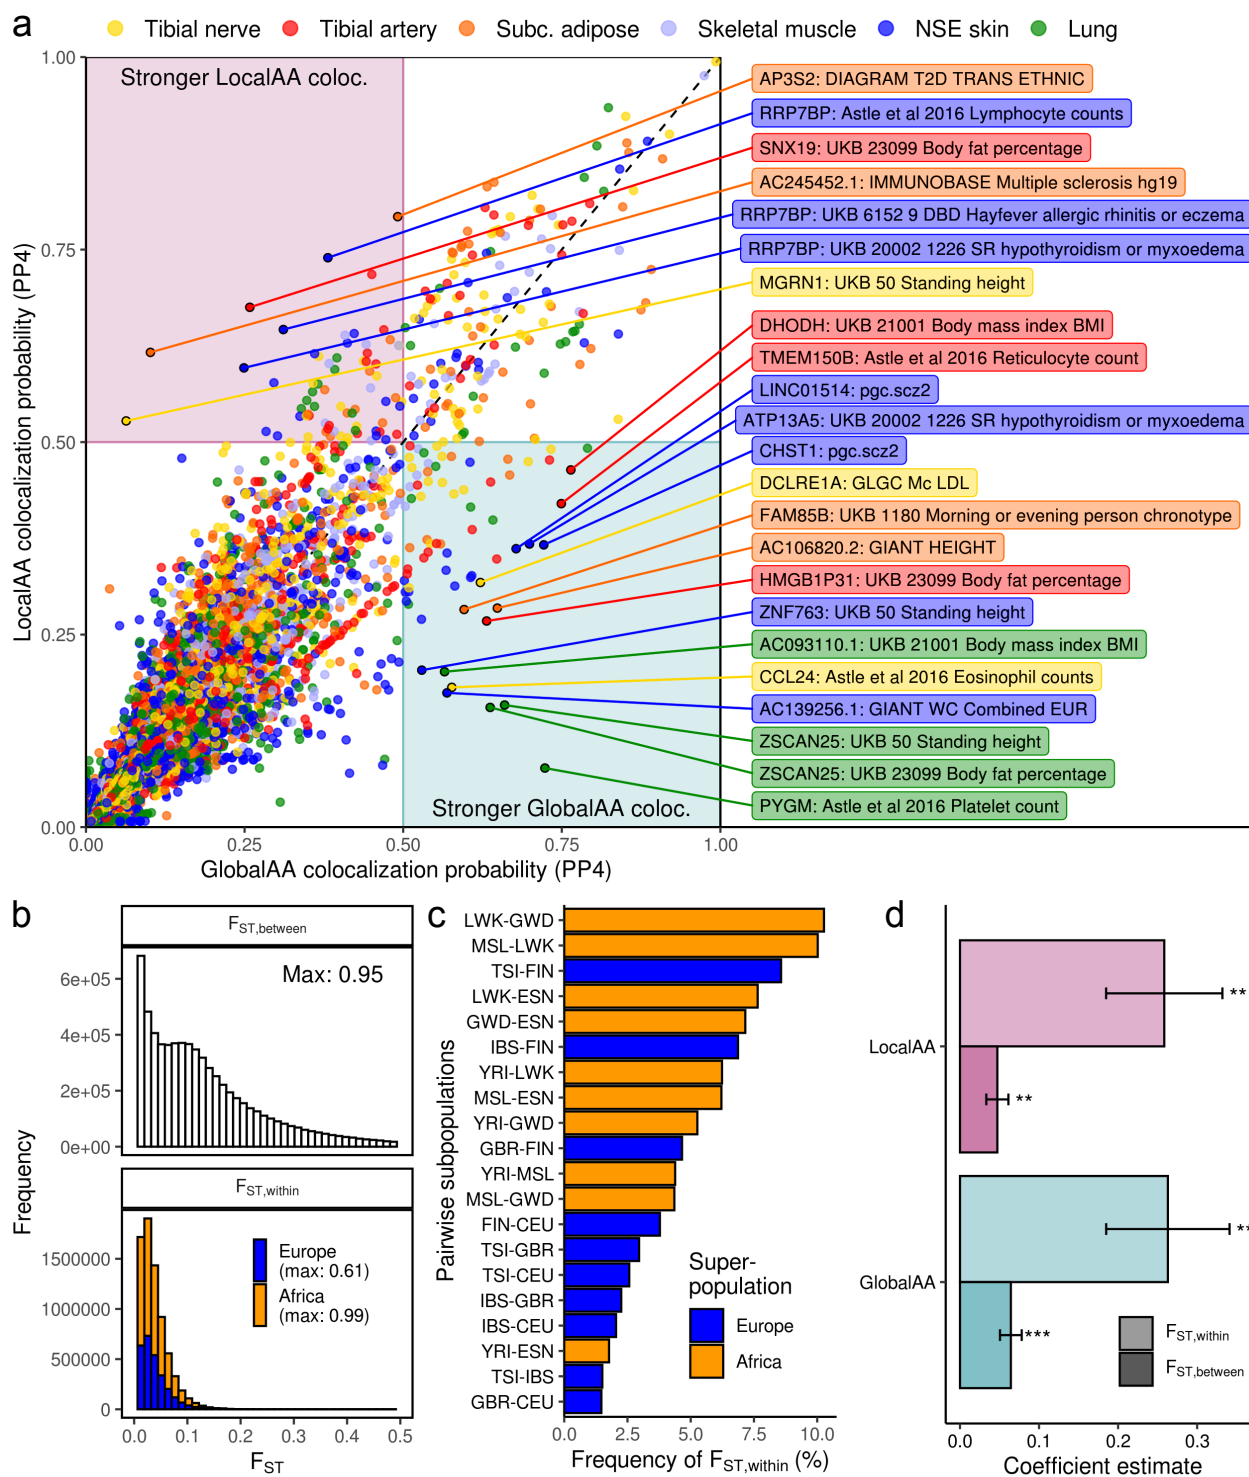 a
Tibial nerve Tibial artery Subc. adipose Skeletal muscle NSE skin Lung
Stronger LocalAA coloc.
Stronger GlobalAA coloc.
LocalAA colocalization probability (PP4)
1.00
0.75
0.50
0.25
0.00
0.00 0.25 0.50 0.75 1.00
GlobalAA colocalization probability (PP4)
AP3S2: DIAGRAM T2D TRANS ETHNIC
RRP7BP: Astle et al 2016 Lymphocyte counts
SNX19: UKB 23099 Body fat percentage
AC245452.1: IMMUNOBASE Multiple sclerosis hg19
RRP7BP: UKB 6152 9 DBD Hayfever allergic rhinitis or eczema
RRP7BP: UKB 20002 1226 SR hypothyroidism or myxoedema
MGRN1: UKB 50 Standing height
DHODH: UKB 21001 Body mass index BMI
TMEM150B: Astle et al 2016 Reticulocyte count
LINC01514: pgc.scz2
ATP13A5: UKB 20002 1226 SR hypothyroidism or myxoedema
CHST1: pgc.scz2
DCLRE1A: GLGC Mc LDL
FAM85B: UKB 1180 Morning or evening person chronotype
AC106820.2: GIANT HEIGHT
HMGB1P31: UKB 23099 Body fat percentage
ZNF763: UKB 50 Standing height
AC093110.1: UKB 21001 Body mass index BMI
CCL24: Astle et al 2016 Eosinophil counts
AC139256.1: GIANT WC Combined EUR
ZSCAN25: UKB 50 Standing height
ZSCAN25: UKB 23099 Body fat percentage
PYGM: Astle et al 2016 Platelet count
b
FST,between
Max: 0.95
6e+05
4e+05
2e+05
0e+00
Frequency
FST,within
Europe
(max: 0.61)
Africa
(max: 0.99)
1500000
1000000
500000
0
0.0 0.1 0.2 0.3 0.4 0.5
FST
c
Pairwise subpopulations
LWK-GWD
MSL-LWK
TSI-FIN
LWK-ESN
GWD-ESN
IBS-FIN
YRI-LWK
MSL-ESN
YRI-GWD
GBR-FIN
YRI-MSL
MSL-GWD
FIN-CEU
TSI-GBR
TSI-CEU
IBS-GBR
IBS-CEU
YRI-ESN
TSI-IBS
GBR-CEU
Super-
population
Europe
Africa
0.0 2.5 5.0 7.5 10.0
Frequency of FST,within (%)
d
LocalAA
**
**
GlobalAA
**
***
FST,within
FST,between
0.0 0.1 0.2 0.3
Coefficient estimate